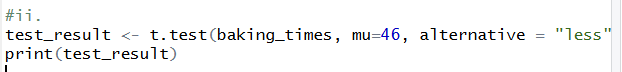 #ii.
test_result <- t.test(baking_times, mu=46, alternative = "less"
print(test_result)